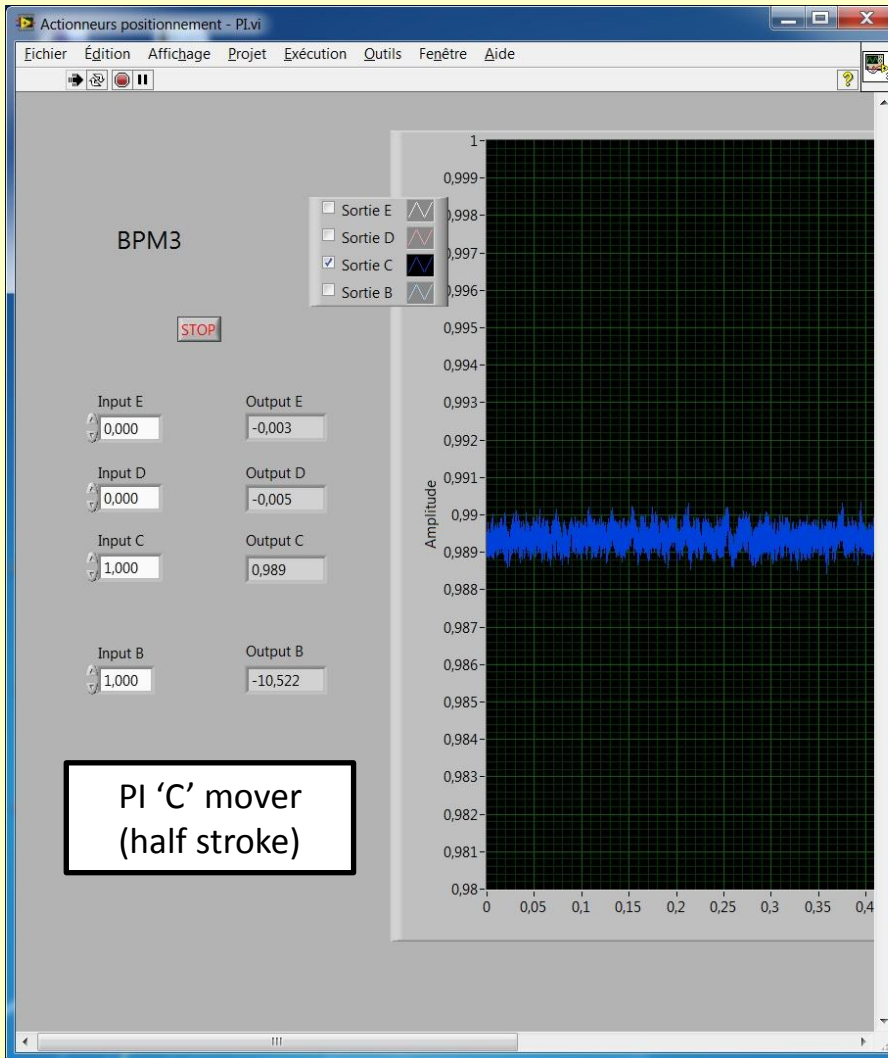 Actionneurs positionnement - PI.vi
Fichier Édition Affichage Projet Exécution Outils Fenêtre Aide
BPM3
Sortie E
Sortie D
Sortie C
Sortie B
STOP
Input E Output E
0,000 -0,003
Input D Output D
0,000 -0,005
Input C Output C
1,000 0,989
Input B Output B
1,000 -10,522
PI ‘C’ mover
(half stroke)
Amplitude
1
0,999
0,998
0,997
0,996
0,995
0,994
0,993
0,992
0,991
0,99
0,989
0,988
0,987
0,986
0,985
0,984
0,983
0,982
0,981
0,98
0 0,05 0,1 0,15 0,2 0,25 0,3 0,35 0,4